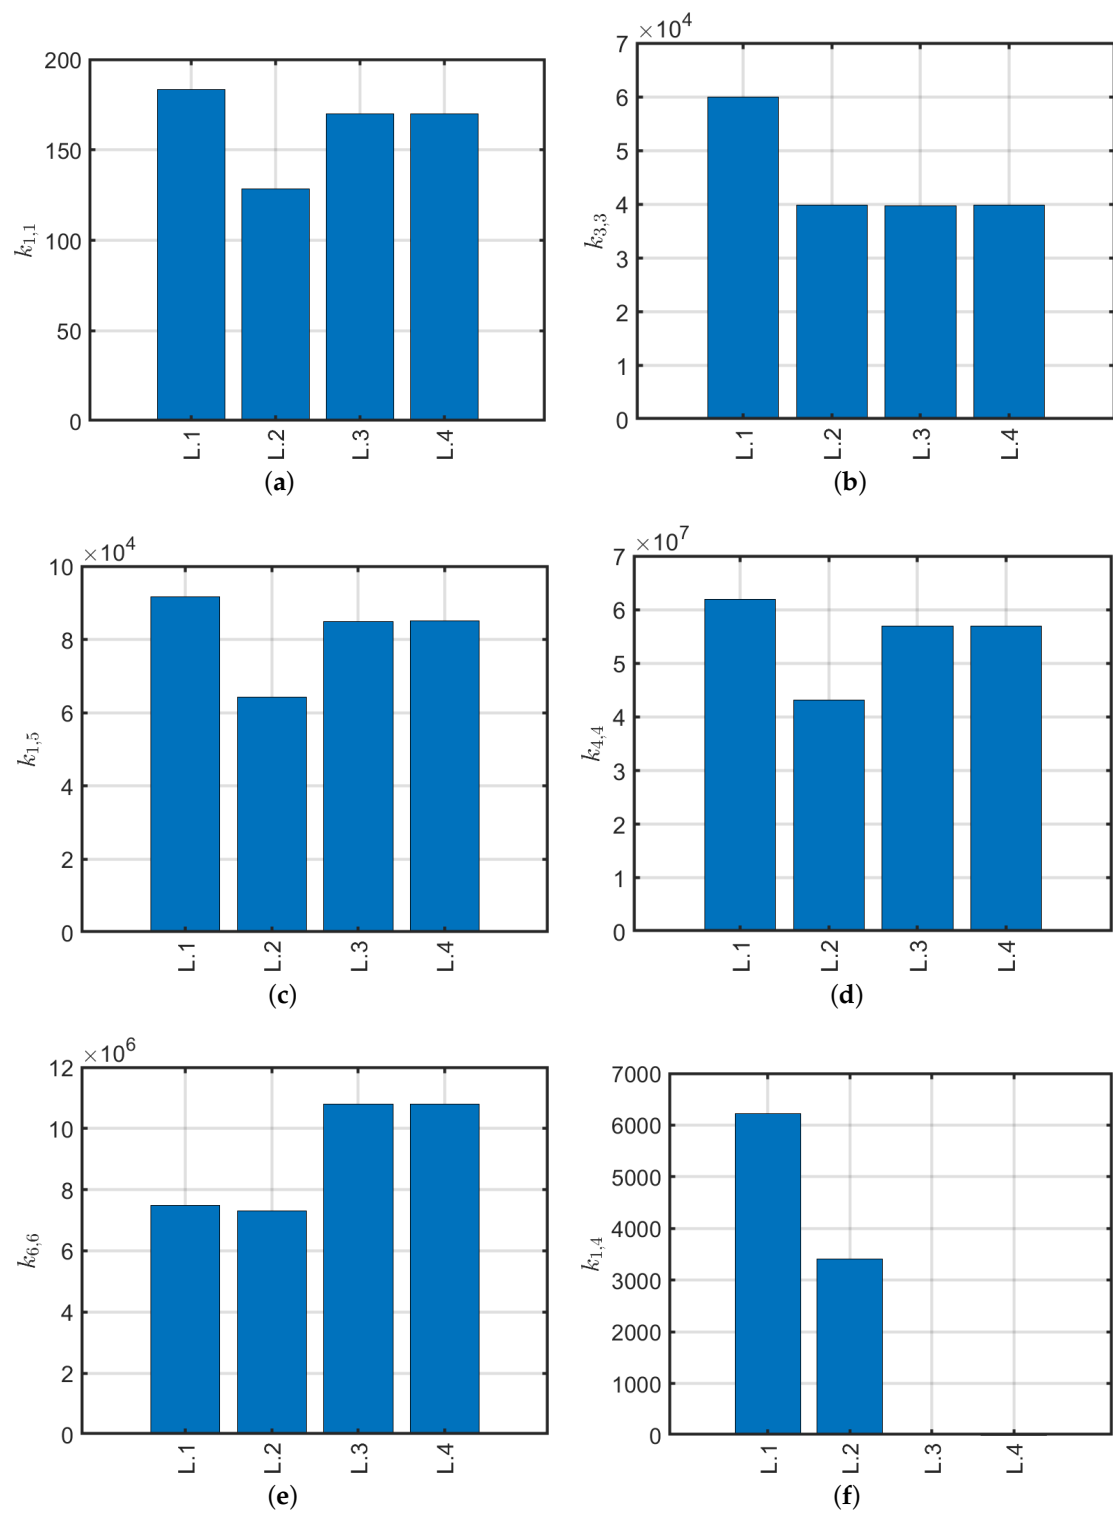 200
150
100
50
0
k1,1
L.1 L.2 L.3 L.4
(a)
×10^4
7
6
5
4
3
2
1
0
k3,3
L.1 L.2 L.3 L.4
(b)
×10^4
10
8
6
4
2
0
k1,5
L.1 L.2 L.3 L.4
(c)
×10^7
7
6
5
4
3
2
1
0
k4,4
L.1 L.2 L.3 L.4
(d)
×10^6
12
10
8
6
4
2
0
k6,6
L.1 L.2 L.3 L.4
(e)
7000
6000
5000
4000
3000
2000
1000
0
k1,4
L.1 L.2 L.3 L.4
(f)